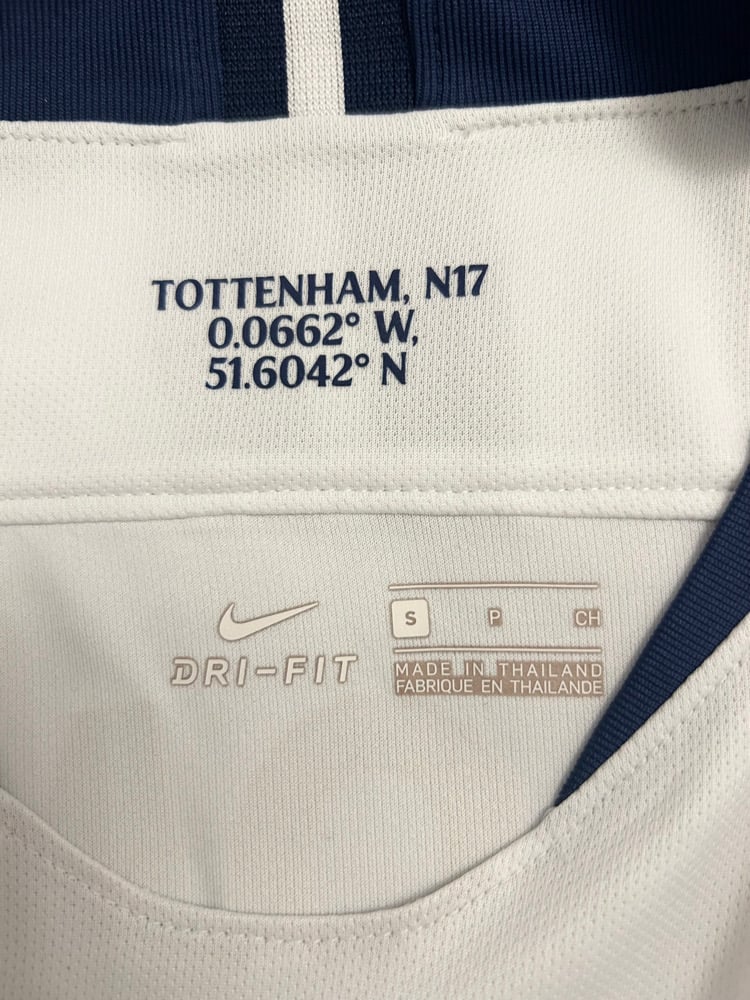 TOTTENHAM, N17
0.0662° W,
51.6042° N
DRI-FIT
S P CH
MADE IN THAILAND
FABRIQUE EN THAILANDE